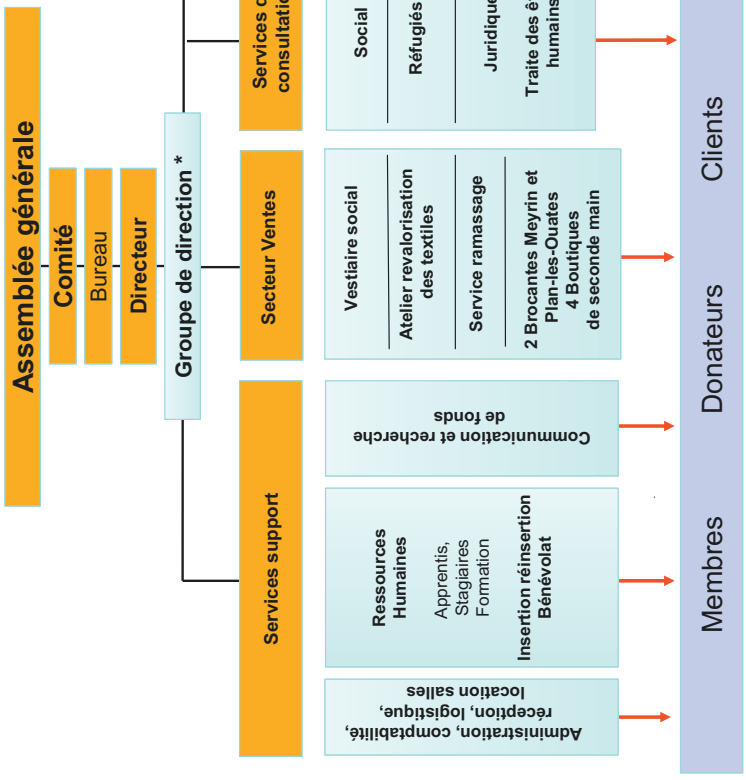 Assemblée générale
Comité
Bureau
Directeur
Groupe de direction *
Services support
Secteur Ventes
Services
Administration, comptabilité,
réception, logistique,
location salles
Ressources
Humaines
Apprentis,
Stagiaires
Formation
Insertion réinsertion
Bénévolat
Communication et recherche
de fonds
Vestiaire social
Atelier revalorisation
des textiles
Service ramassage
2 Brocantes Meyrin et
Plan-les-Ouates
4 Boutiques
de seconde main
Social
Réfugiés
Juridique
Traite des
humains
Membres
Donateurs
Clients